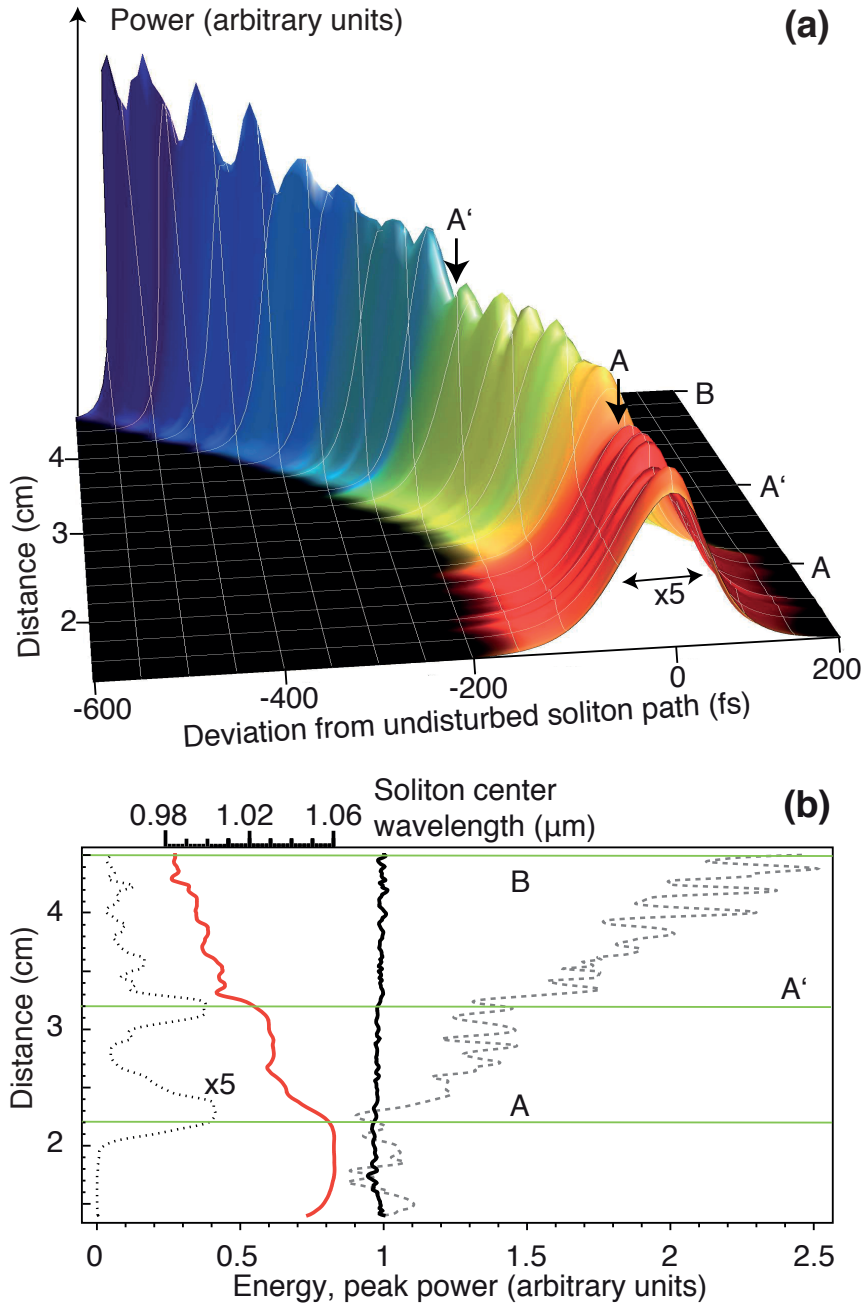 Power (arbitrary units)
(a)
A‘
A
B
A‘
A
x5
4
3
2
Distance (cm)
-600
-400
-200
0
200
Deviation from undisturbed soliton path (fs)
(b)
Soliton center
wavelength (μm)
0.98
1.02
1.06
B
A‘
A
x5
4
3
2
Distance (cm)
0
0.5
1
1.5
2
2.5
Energy, peak power (arbitrary units)